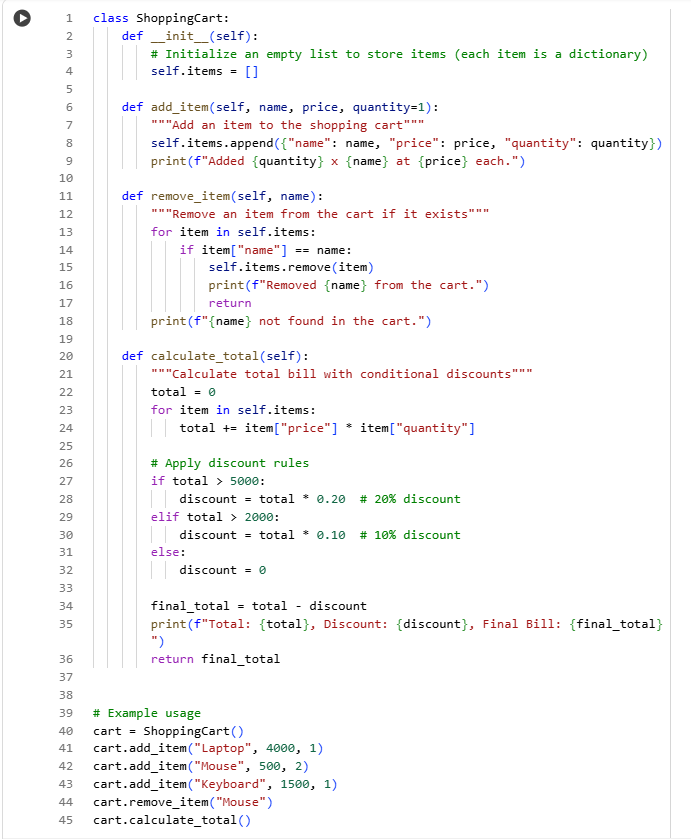 1 class ShoppingCart:
2     def __init__(self):
3         # Initialize an empty list to store items (each item is a dictionary)
4         self.items = []
5
6     def add_item(self, name, price, quantity=1):
7         """Add an item to the shopping cart"""
8         self.items.append({"name": name, "price": price, "quantity": quantity})
9         print(f"Added {quantity} x {name} at {price} each.")
10
11     def remove_item(self, name):
12         """Remove an item from the cart if it exists"""
13         for item in self.items:
14             if item["name"] == name:
15                 self.items.remove(item)
16                 print(f"Removed {name} from the cart.")
17                 return
18         print(f"{name} not found in the cart.")
19
20     def calculate_total(self):
21         """Calculate total bill with conditional discounts"""
22         total = 0
23         for item in self.items:
24             total += item["price"] * item["quantity"]
25
26         # Apply discount rules
27         if total > 5000:
28             discount = total * 0.20  # 20% discount
29         elif total > 2000:
30             discount = total * 0.10  # 10% discount
31         else:
32             discount = 0
33
34         final_total = total - discount
35         print(f"Total: {total}, Discount: {discount}, Final Bill: {final_total}
")
36         return final_total
37
38
39 # Example usage
40 cart = ShoppingCart()
41 cart.add_item("Laptop", 4000, 1)
42 cart.add_item("Mouse", 500, 2)
43 cart.add_item("Keyboard", 1500, 1)
44 cart.remove_item("Mouse")
45 cart.calculate_total()